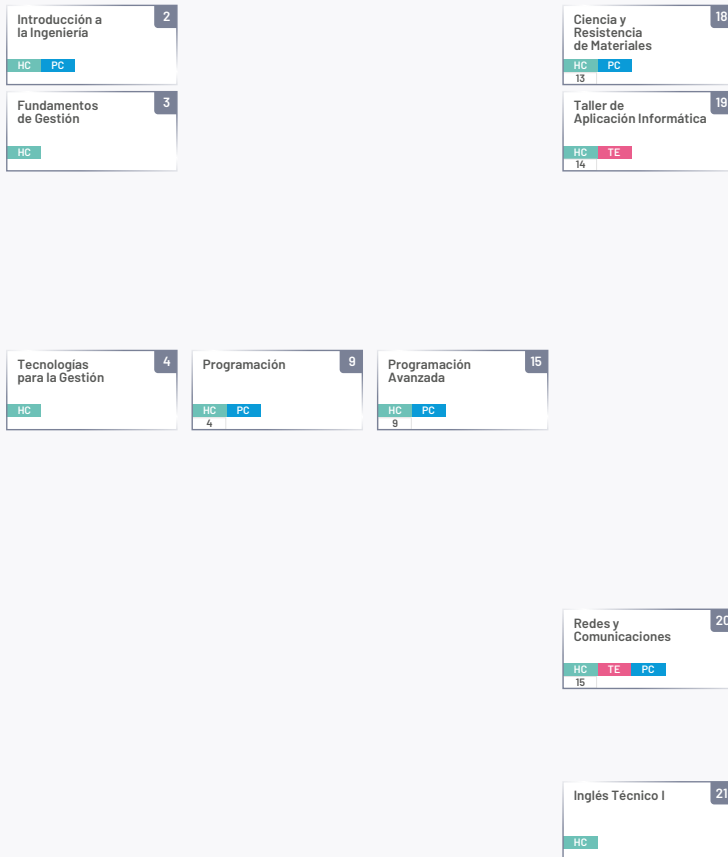 Introducción a
la Ingeniería
2
HC PC
Ciencia y
Resistencia
de Materiales
18
HC PC
13
Fundamentos
de Gestión
3
HC
Taller de
Aplicación Informática
19
HC TE
14
Tecnologías
para la Gestión
4
HC
Programación
9
HC PC
4
Programación
Avanzada
15
HC PC
9
Redes y
Comunicaciones
20
HC TE PC
15
Inglés Técnico I
21
HC